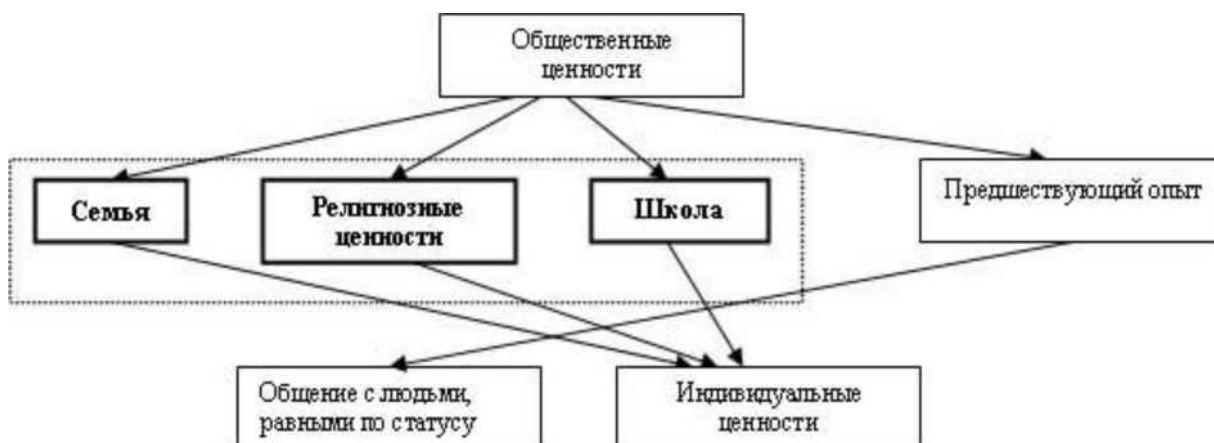 Общественные
ценности
Семья
Религиозные
ценности
Школа
Предшествующий опыт
Общение с людьми,
равными по статусу
Индивидуальные
ценности